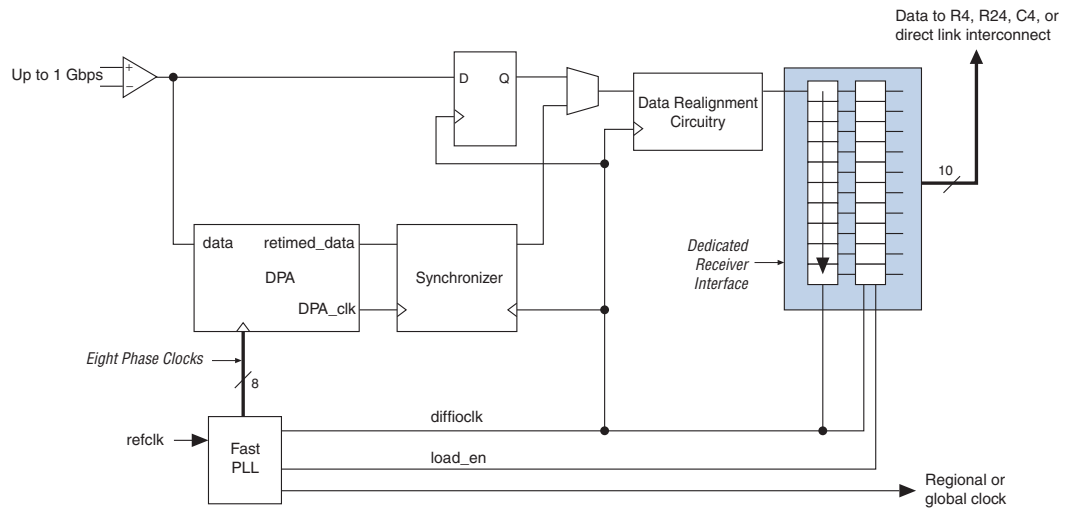 Data to R4, R24, C4, or
direct link interconnect
Up to 1 Gbps
+
−
D Q
Data Realignment
Circuitry
10
data retimed_data
DPA
DPA_clk
Synchronizer
Dedicated
Receiver
Interface
Eight Phase Clocks
8
diffioclk
refclk
Fast
PLL
load_en
Regional or
global clock